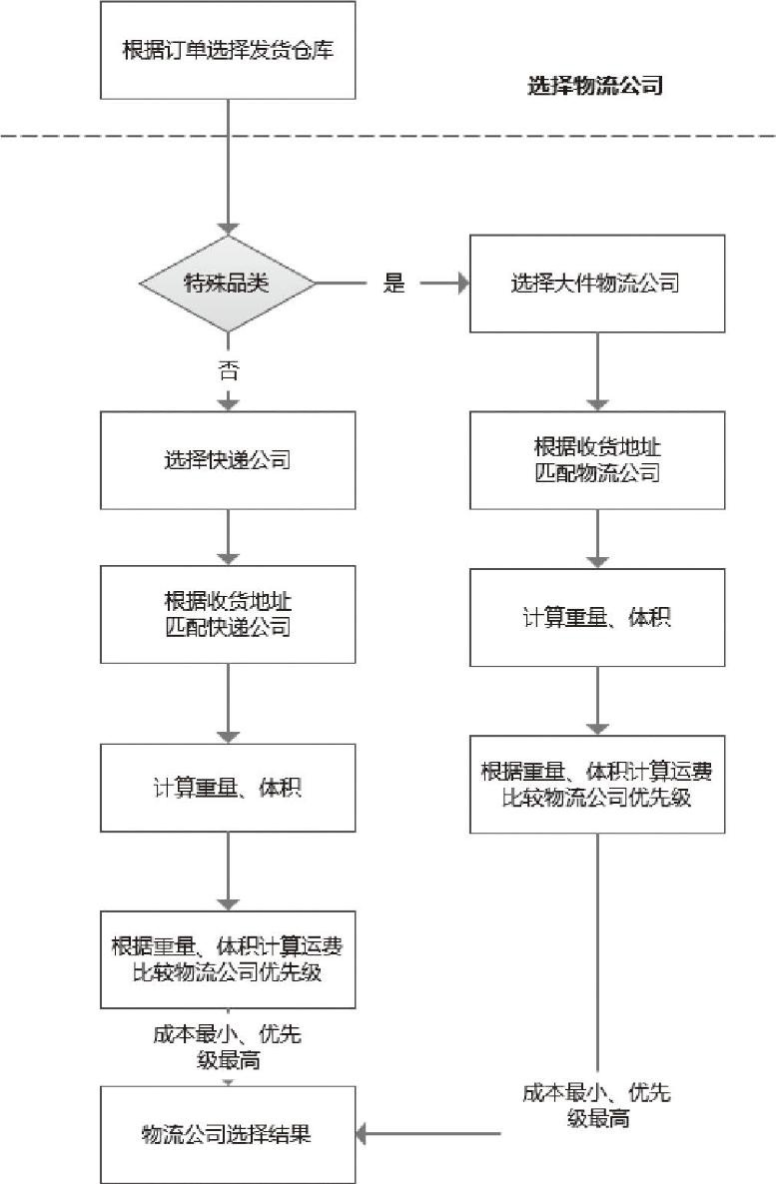 根据订单选择发货仓库
选择物流公司
特殊品类
是
选择大件物流公司
否
选择快递公司
根据收货地址
匹配物流公司
根据收货地址
匹配快递公司
计算重量、体积
计算重量、体积
根据重量、体积计算运费
比较物流公司优先级
根据重量、体积计算运费
比较物流公司优先级
成本最小、优先
级最高
成本最小、优先
级最高
物流公司选择结果